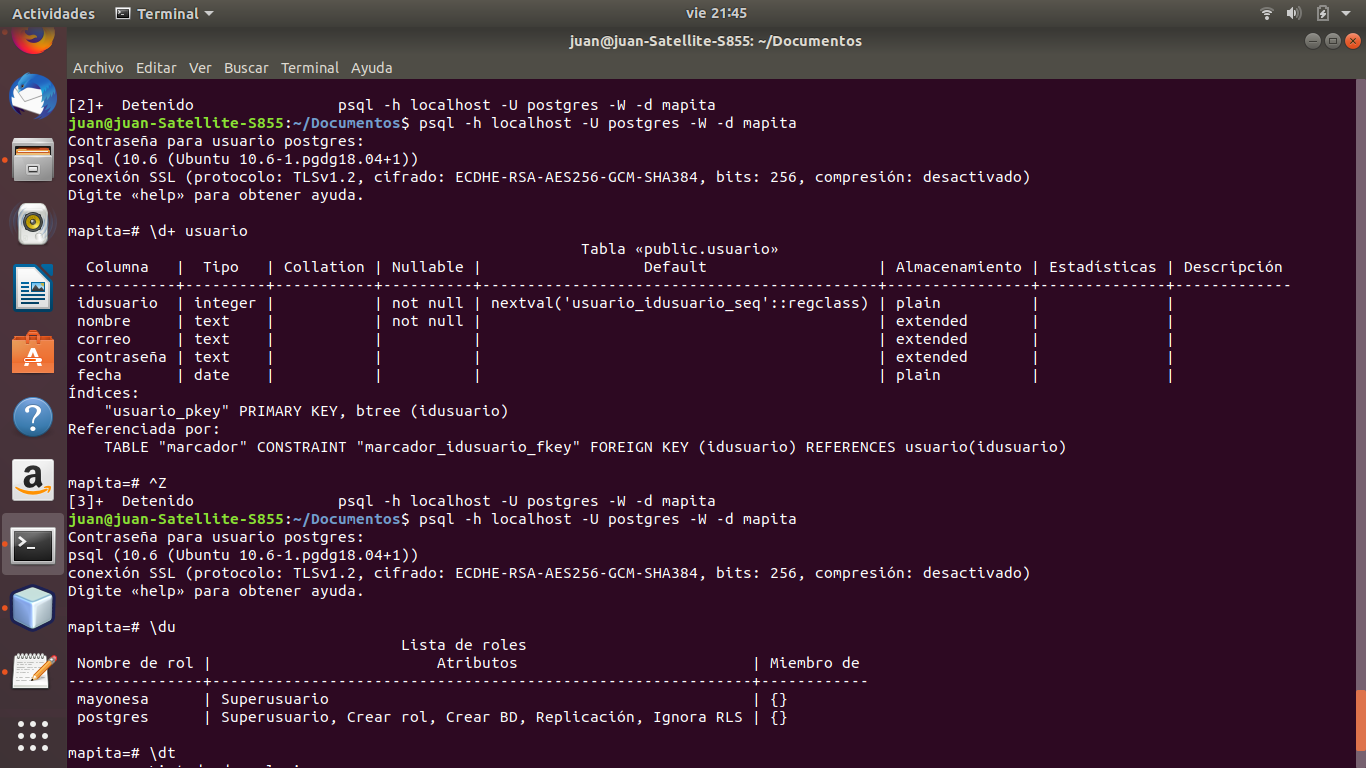 Actividades Terminal vie 21:45
juan@juan-Satellite-S855: ~/Documentos
Archivo Editar Ver Buscar Terminal Ayuda
[2]+  Detenido                psql -h localhost -U postgres -W -d mapita
juan@juan-Satellite-S855:~/Documentos$ psql -h localhost -U postgres -W -d mapita
Contraseña para usuario postgres:
psql (10.6 (Ubuntu 10.6-1.pgdg18.04+1))
conexión SSL (protocolo: TLSv1.2, cifrado: ECDHE-RSA-AES256-GCM-SHA384, bits: 256, compresión: desactivado)
Digite «help» para obtener ayuda.
mapita=# \d+ usuario
Tabla «public.usuario»
  Columna   |  Tipo   | Collation | Nullable |                  Default                   | Almacenamiento | Estadísticas | Descripción
------------+---------+-----------+----------+--------------------------------------------+----------------+--------------+-------------
 idusuario  | integer |           | not null | nextval('usuario_idusuario_seq'::regclass) | plain          |              |
 nombre     | text    |           | not null |                                            | extended       |              |
 correo     | text    |           |          |                                            | extended       |              |
 contraseña | text    |           |          |                                            | extended       |              |
 fecha      | date    |           |          |                                            | plain          |              |
Índices:
    "usuario_pkey" PRIMARY KEY, btree (idusuario)
Referenciada por:
    TABLE "marcador" CONSTRAINT "marcador_idusuario_fkey" FOREIGN KEY (idusuario) REFERENCES usuario(idusuario)
mapita=# ^Z
[3]+  Detenido                psql -h localhost -U postgres -W -d mapita
juan@juan-Satellite-S855:~/Documentos$ psql -h localhost -U postgres -W -d mapita
Contraseña para usuario postgres:
psql (10.6 (Ubuntu 10.6-1.pgdg18.04+1))
conexión SSL (protocolo: TLSv1.2, cifrado: ECDHE-RSA-AES256-GCM-SHA384, bits: 256, compresión: desactivado)
Digite «help» para obtener ayuda.
mapita=# \du
Lista de roles
 Nombre de rol |                         Atributos                          | Miembro de
---------------+------------------------------------------------------------+------------
 mayonesa      | Superusuario                                               | {}
 postgres      | Superusuario, Crear rol, Crear BD, Replicación, Ignora RLS | {}
mapita=# \dt